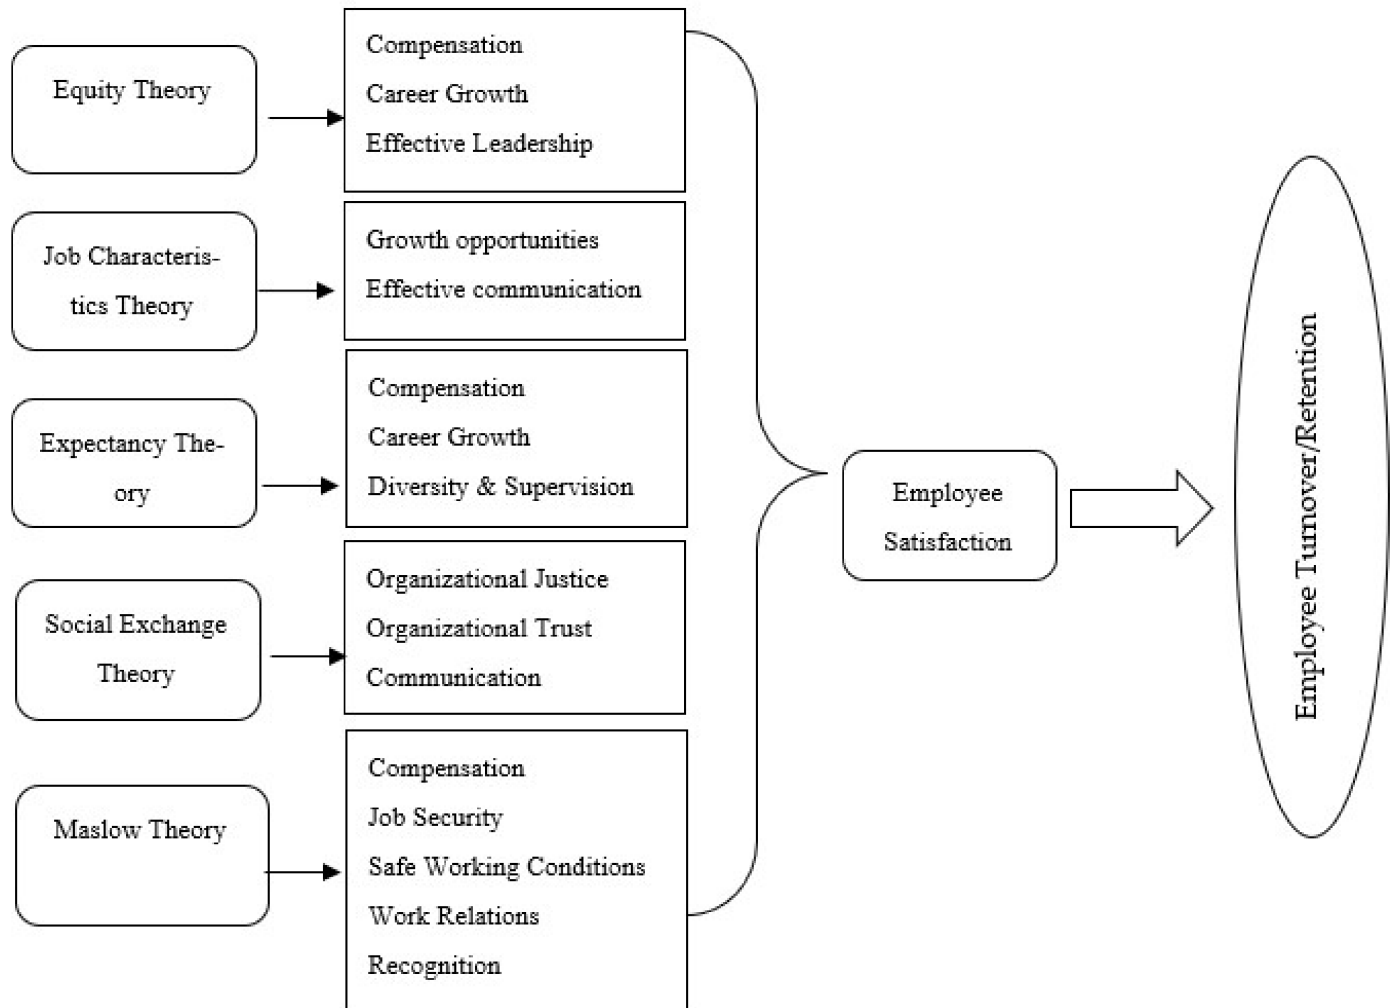 Equity Theory
Compensation
Career Growth
Effective Leadership
Job Characteris-
tics Theory
Growth opportunities
Effective communication
Expectancy The-
ory
Compensation
Career Growth
Diversity & Supervision
Social Exchange
Theory
Organizational Justice
Organizational Trust
Communication
Maslow Theory
Compensation
Job Security
Safe Working Conditions
Work Relations
Recognition
Employee
Satisfaction
Employee Turnover/Retention